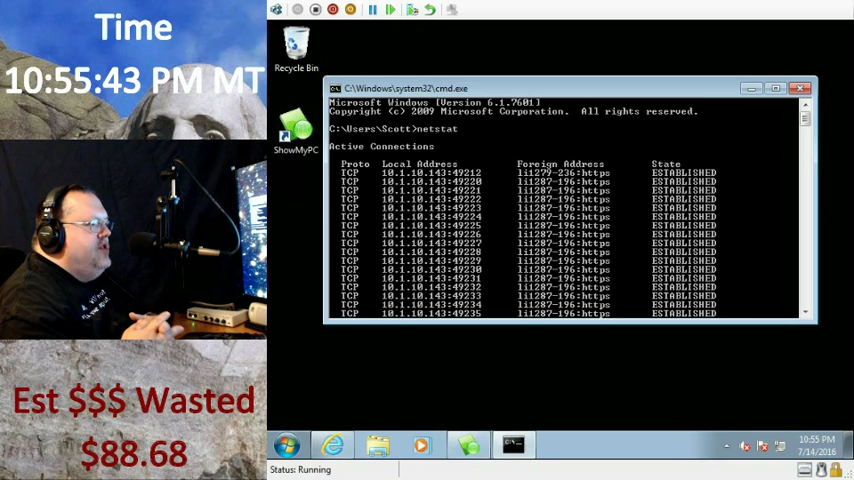 Time
10:55:43 PM MT
Est $$$ Wasted
$88.68
Recycle Bin
ShowMyPC
C:\Windows\system32\cmd.exe
Microsoft Windows [Version 6.1.7601]
Copyright (c) 2009 Microsoft Corporation.  All rights reserved.
C:\Users\Scott>netstat
Active Connections
Proto  Local Address  Foreign Address  State
TCP  10.1.10.143:49212  li1279-236:https  ESTABLISHED
TCP  10.1.10.143:49220  li1287-196:https  ESTABLISHED
TCP  10.1.10.143:49221  li1287-196:https  ESTABLISHED
TCP  10.1.10.143:49222  li1287-196:https  ESTABLISHED
TCP  10.1.10.143:49223  li1287-196:https  ESTABLISHED
TCP  10.1.10.143:49224  li1287-196:https  ESTABLISHED
TCP  10.1.10.143:49225  li1287-196:https  ESTABLISHED
TCP  10.1.10.143:49226  li1287-196:https  ESTABLISHED
TCP  10.1.10.143:49227  li1287-196:https  ESTABLISHED
TCP  10.1.10.143:49228  li1287-196:https  ESTABLISHED
TCP  10.1.10.143:49229  li1287-196:https  ESTABLISHED
TCP  10.1.10.143:49230  li1287-196:https  ESTABLISHED
TCP  10.1.10.143:49231  li1287-196:https  ESTABLISHED
TCP  10.1.10.143:49232  li1287-196:https  ESTABLISHED
TCP  10.1.10.143:49233  li1287-196:https  ESTABLISHED
TCP  10.1.10.143:49234  li1287-196:https  ESTABLISHED
TCP  10.1.10.143:49235  li1287-196:https  ESTABLISHED
10:55 PM
7/14/2016
Status: Running